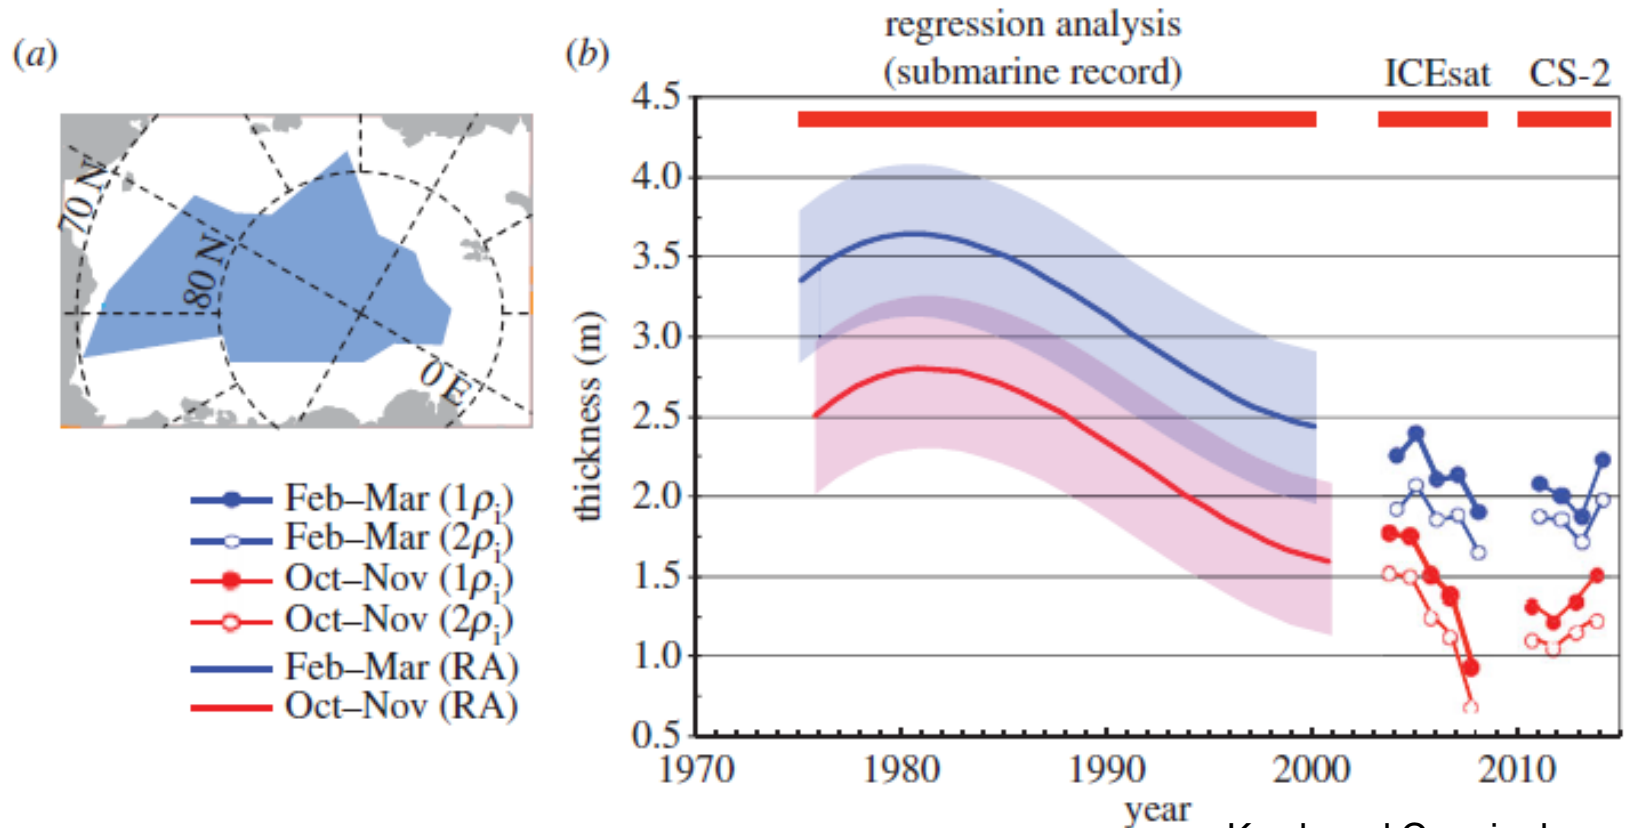 (a)
70 N
80 N
0 E
Feb–Mar (1ρi)
Feb–Mar (2ρi)
Oct–Nov (1ρi)
Oct–Nov (2ρi)
Feb–Mar (RA)
Oct–Nov (RA)
(b)
regression analysis
(submarine record)
ICEsat
CS-2
4.5
4.0
3.5
3.0
2.5
2.0
1.5
1.0
0.5
thickness (m)
1970
1980
1990
2000
2010
year